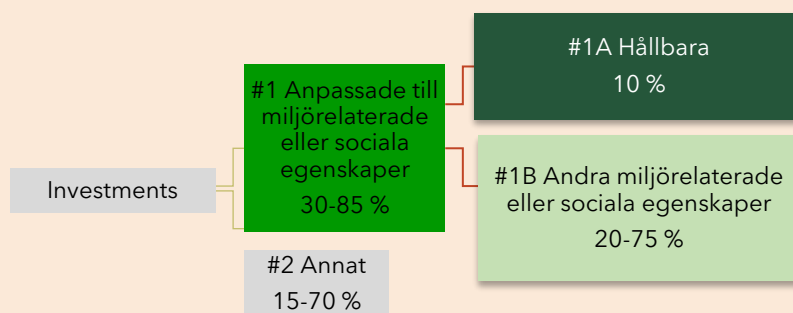 Investments
#1 Anpassade till
miljörelaterade
eller sociala
egenskaper
30-85 %
#2 Annat
15-70 %
#1A Hållbara
10 %
#1B Andra miljörelaterade
eller sociala egenskaper
20-75 %